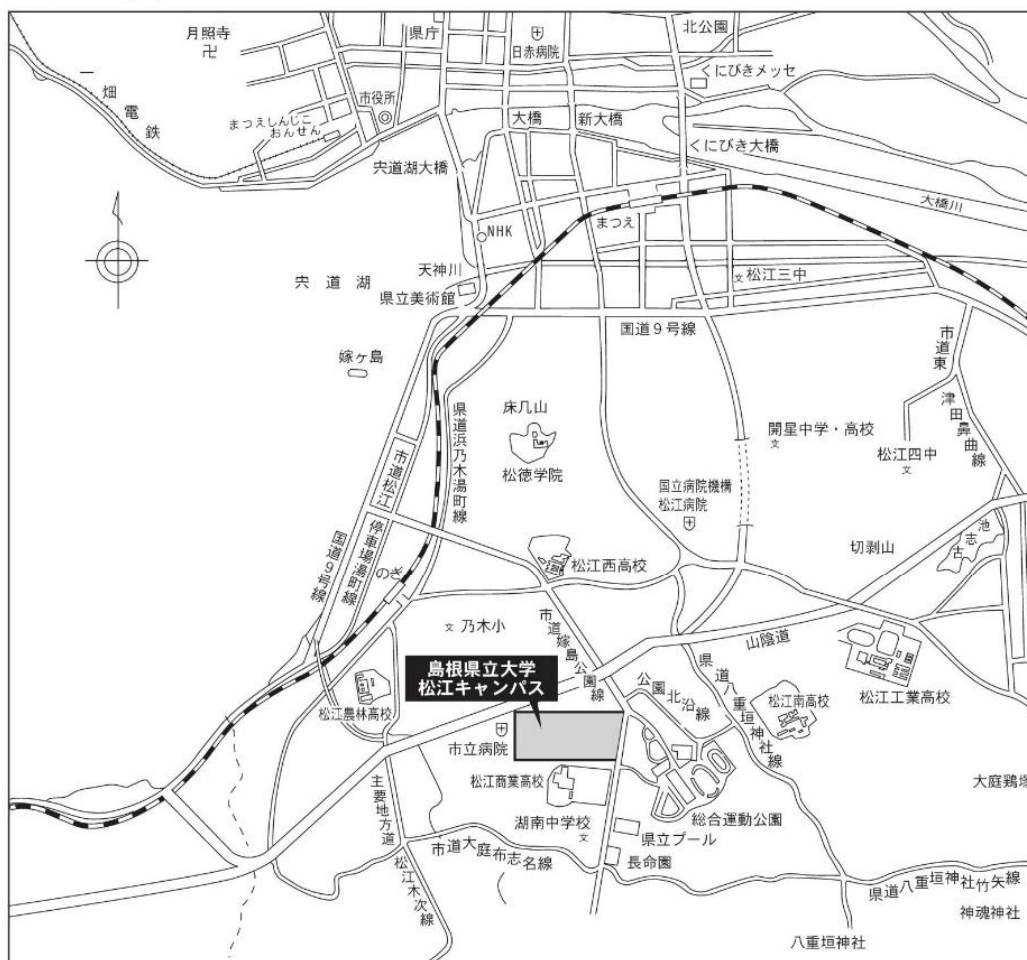 月照寺
県庁
日赤病院
北公園
くにびきメッセ
一畑電鉄
市役所
まつえしんじこ
おんせん
大橋
新大橋
くにびき大橋
宍道湖大橋
大橋川
まつえ
NHK
天神川
松江三中
宍道湖
県立美術館
国道9号線
市道東
津田鼻曲線
嫁ヶ島
床几山
松徳学院
県道浜乃木湯町線
開星中学・高校
松江四中
市道松江
停車場湯町線
国立病院機構
松江病院
国道9号線
古志池
切剥山
のぎ
松江西高校
乃木小
市道嫁島公園線
山陰道
島根県立大学
松江キャンパス
公園北沿線
県道八重垣神社線
松江南高校
松江工業高校
松江農林高校
市立病院
松江商業高校
大庭鶏塚
主要地方道
松江木次線
湖南中学校
総合運動公園
県立プール
市道大庭布志名線
長命園
県道八重垣神社竹矢線
神魂神社
八重垣神社